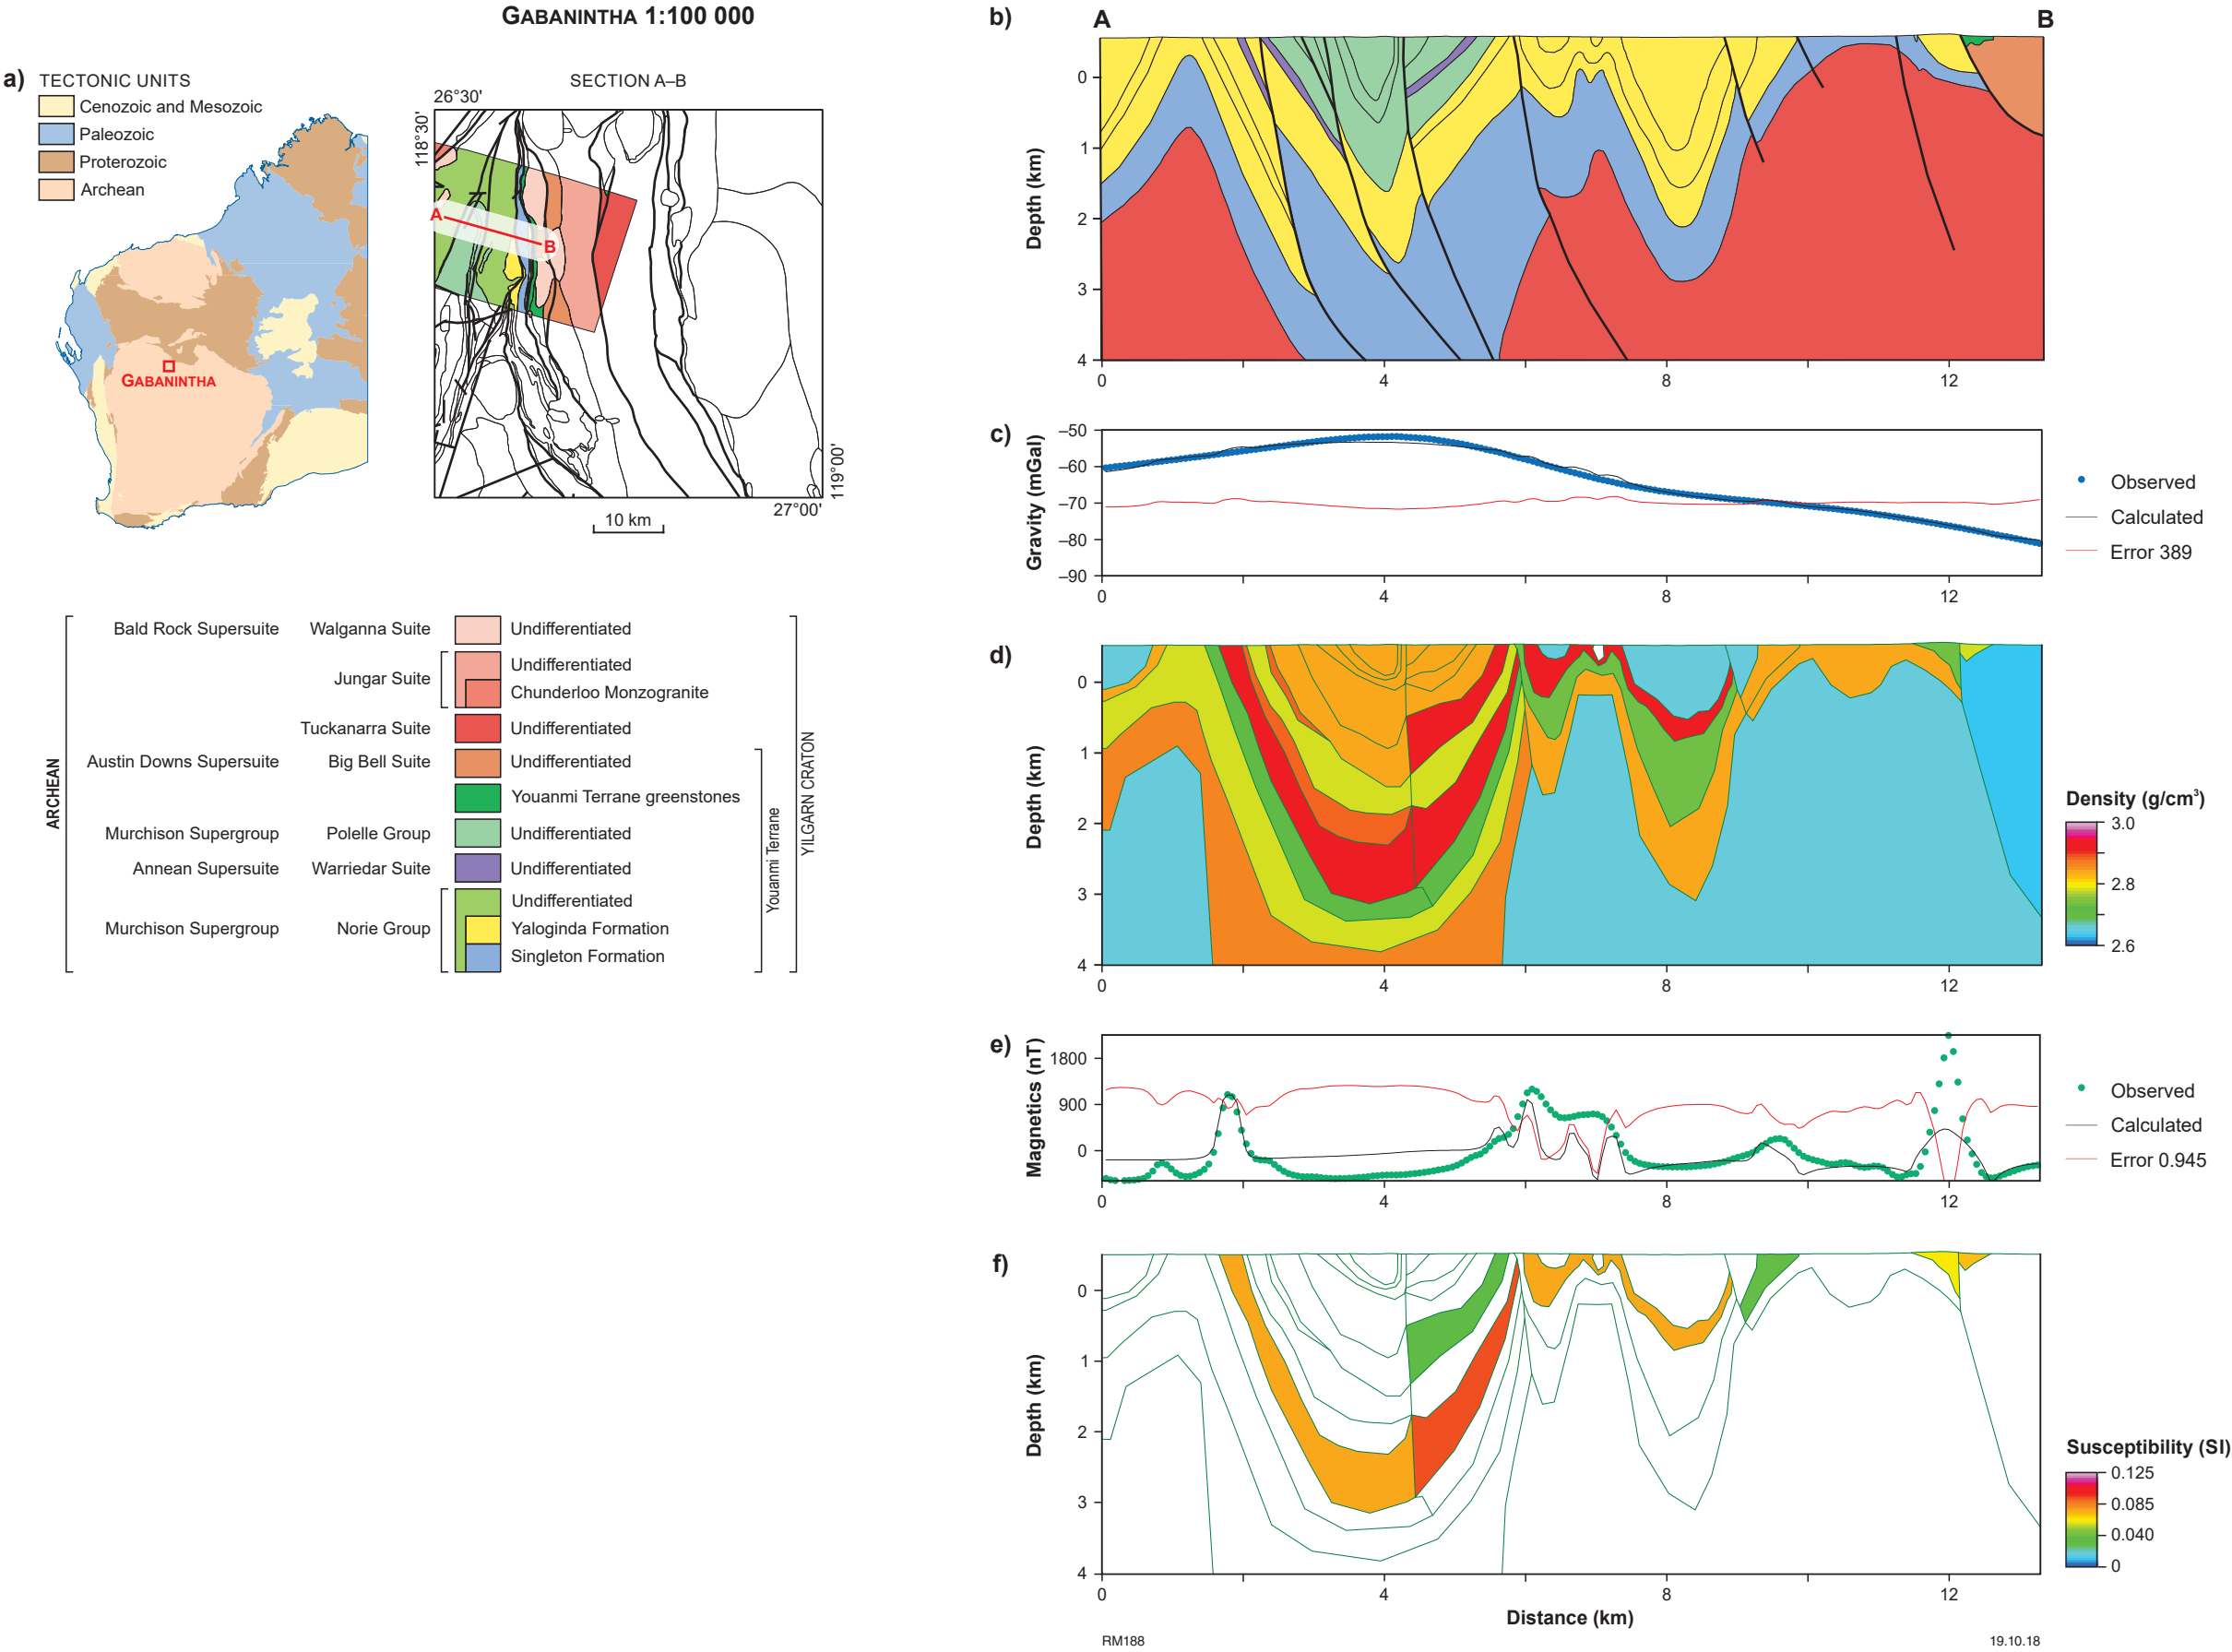 GABANINTHA 1:100 000
a) TECTONIC UNITS
Cenozoic and Mesozoic
Paleozoic
Proterozoic
Archean
GABANINTHA
SECTION A–B
26°30'
118°30'
A
B
119°00'
27°00'
10 km
ARCHEAN
Bald Rock Supersuite Walganna Suite Undifferentiated
Jungar Suite Undifferentiated
Chunderloo Monzogranite
Tuckanarra Suite Undifferentiated
Austin Downs Supersuite Big Bell Suite Undifferentiated
Youanmi Terrane greenstones
Murchison Supergroup Polelle Group Undifferentiated
Annean Supersuite Warriedar Suite Undifferentiated
Undifferentiated
Murchison Supergroup Norie Group Yaloginda Formation
Singleton Formation
Youanmi Terrane
YILGARN CRATON
b) A B
Depth (km)
0
1
2
3
4
0 4 8 12
c)
Gravity (mGal)
–50
–60
–70
–80
–90
0 4 8 12
Observed
Calculated
Error 389
d)
Depth (km)
0
1
2
3
4
0 4 8 12
Density (g/cm³)
3.0
2.8
2.6
e)
Magnetics (nT)
1800
900
0
0 4 8 12
Observed
Calculated
Error 0.945
f)
Depth (km)
0
1
2
3
4
0 4 8 12
Distance (km)
Susceptibility (SI)
0.125
0.085
0.040
0
RM188 19.10.18